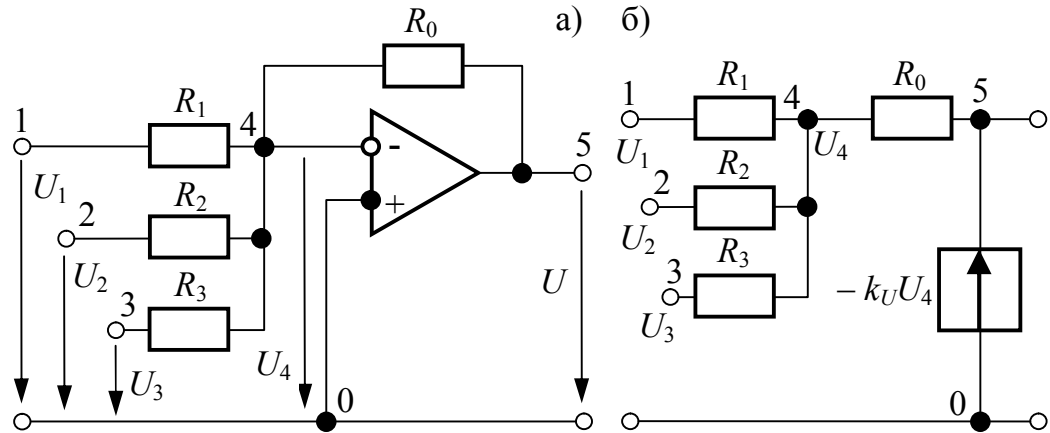 а)
R₀
R₁
1
4
-
+
5
U₁
R₂
2
U₂
R₃
3
U₃
U₄
U
0
б)
R₁
R₀
1
4
5
U₁
U₄
R₂
2
U₂
R₃
3
U₃
– kᵤU₄
0